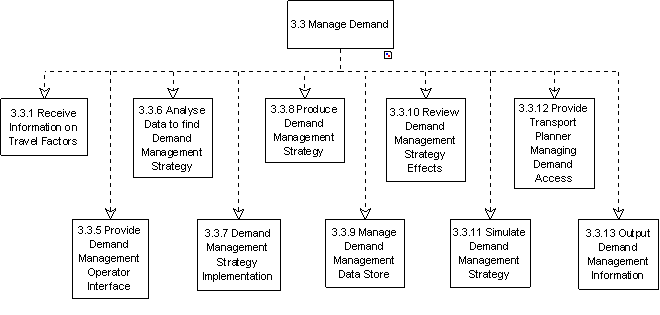 3.3 Manage Demand
3.3.1 Receive
Information on
Travel Factors
3.3.6 Analyse
Data to find
Demand
Management
Strategy
3.3.8 Produce
Demand
Management
Strategy
3.3.10 Review
Demand
Management
Strategy
Effects
3.3.12 Provide
Transport
Planner
Managing
Demand
Access
3.3.5 Provide
Demand
Management
Operator
Interface
3.3.7 Demand
Management
Strategy
Implementation
3.3.9 Manage
Demand
Management
Data Store
3.3.11 Simulate
Demand
Management
Strategy
3.3.13 Output
Demand
Management
Information